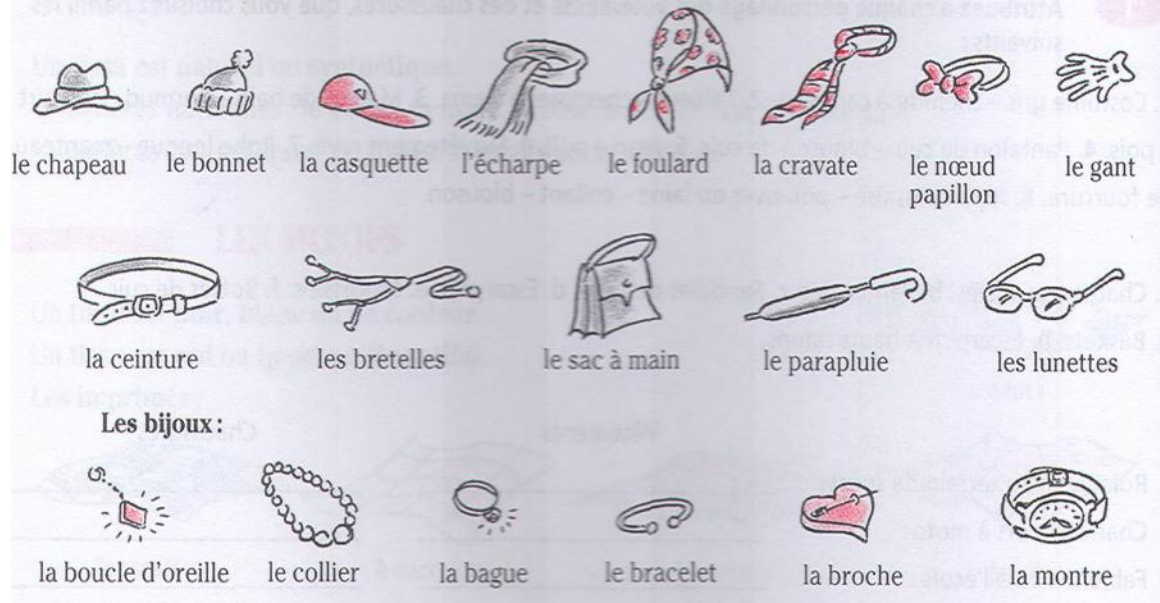 le chapeau le bonnet la casquette l'écharpe le foulard la cravate le nœud papillon le gant
la ceinture les bretelles le sac à main le parapluie les lunettes
Les bijoux :
la boucle d'oreille le collier la bague le bracelet la broche la montre